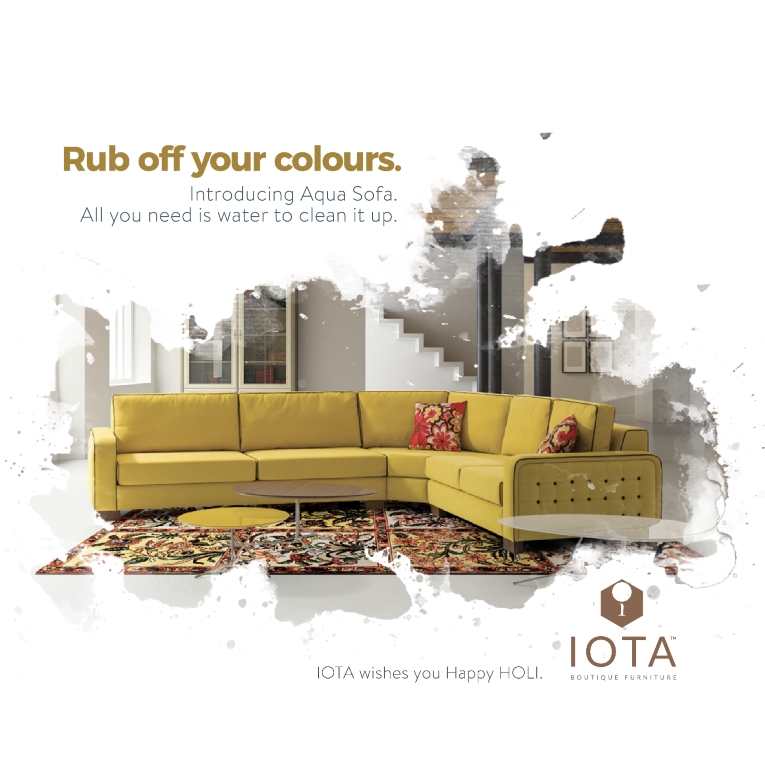 Rub off your colours.
Introducing Aqua Sofa.
All you need is water to clean it up.
IOTA™
BOUTIQUE FURNITURE
IOTA wishes you Happy HOLI.